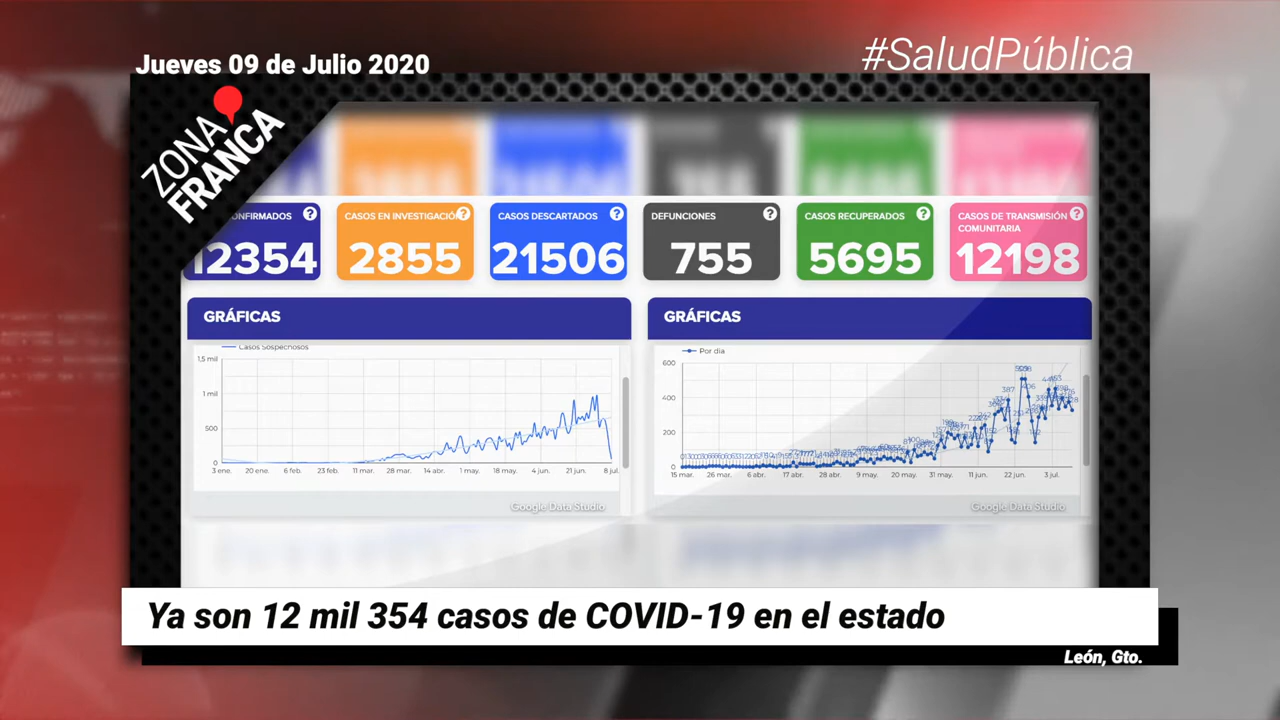 Jueves 09 de Julio 2020
#SaludPública
ZONA
FRANCA
ONFIRMADOS ?
12354
CASOS EN INVESTIGACIÓN ?
2855
CASOS DESCARTADOS ?
21506
DEFUNCIONES ?
755
CASOS RECUPERADOS ?
5695
CASOS DE TRANSMISIÓN ?
COMUNITARIA
12198
GRÁFICAS
Casos Sospechosos
1,5 mil
1 mil
500
0
3 ene. 20 ene. 6 feb. 23 feb. 11 mar. 28 mar. 14 abr. 1 may. 18 may. 4 jun. 21 jun. 8 jul.
Google Data Studio
GRÁFICAS
Por dia
600
400
200
0
15 mar. 26 mar. 6 abr. 17 abr. 28 abr. 9 may. 20 may. 31 may. 11 jun. 22 jun. 3 jul.
387
Google Data Studio
Ya son 12 mil 354 casos de COVID-19 en el estado
León, Gto.